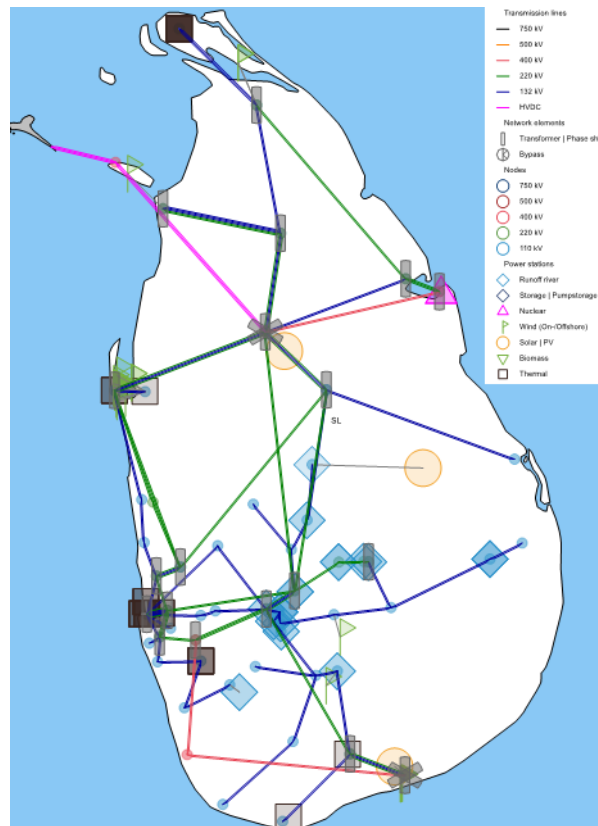 Transmission lines
750 kV
500 kV
400 kV
220 kV
132 kV
HVDC
Network elements
Transformer | Phase sh
Bypass
Nodes
750 kV
500 kV
400 kV
220 kV
110 kV
Power stations
Runoff river
Storage | Pumpstorage
Nuclear
Wind (On-/Offshore)
Solar | PV
Biomass
Thermal
SL